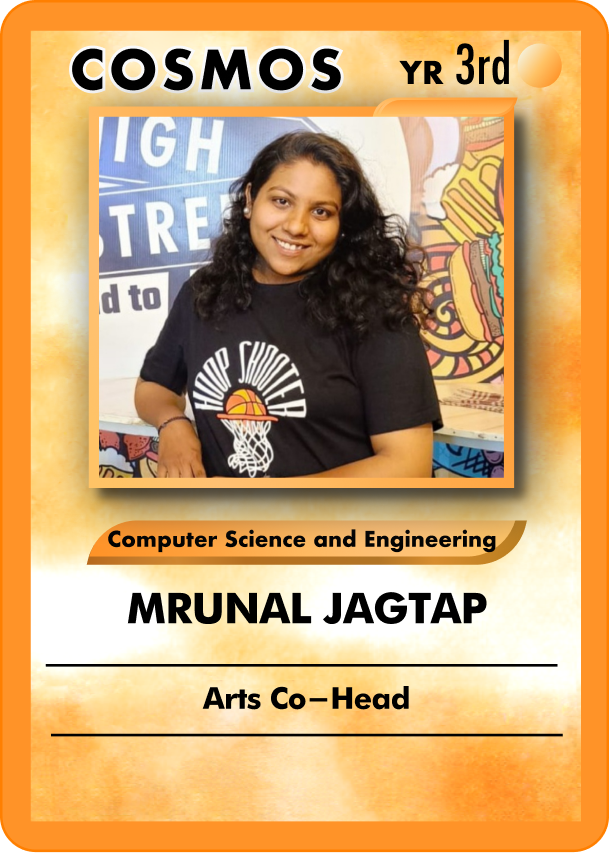 COSMOS YR 3rd
IGH
STRE
d to
HOOP SHOOTER
Computer Science and Engineering
MRUNAL JAGTAP
Arts Co-Head